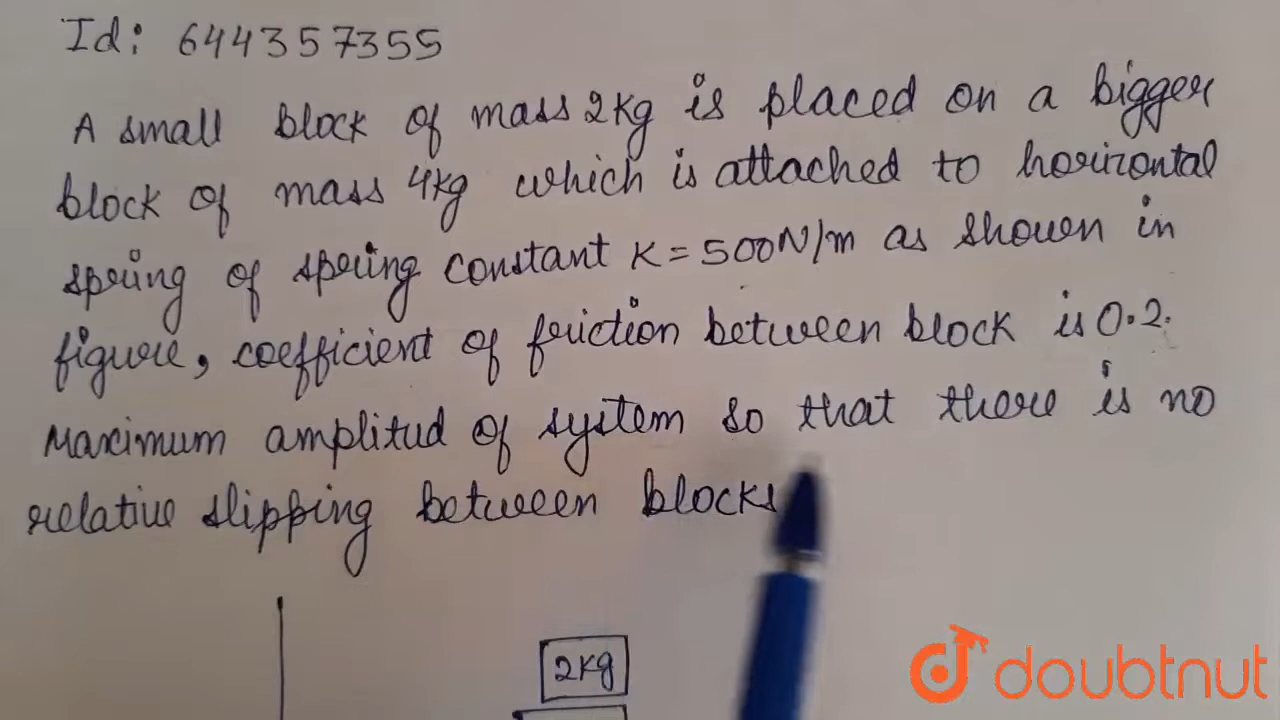 Id: 644357355
A small block of mass 2kg is placed on a bigger
block of mass 4kg which is attached to horizontal
spring of spring constant K = 500N/m as shown in
figure, coefficient of friction between block is 0.2.
Maximum amplitud of system so that there is no
relative slipping between blocks
2kg
doubtnut